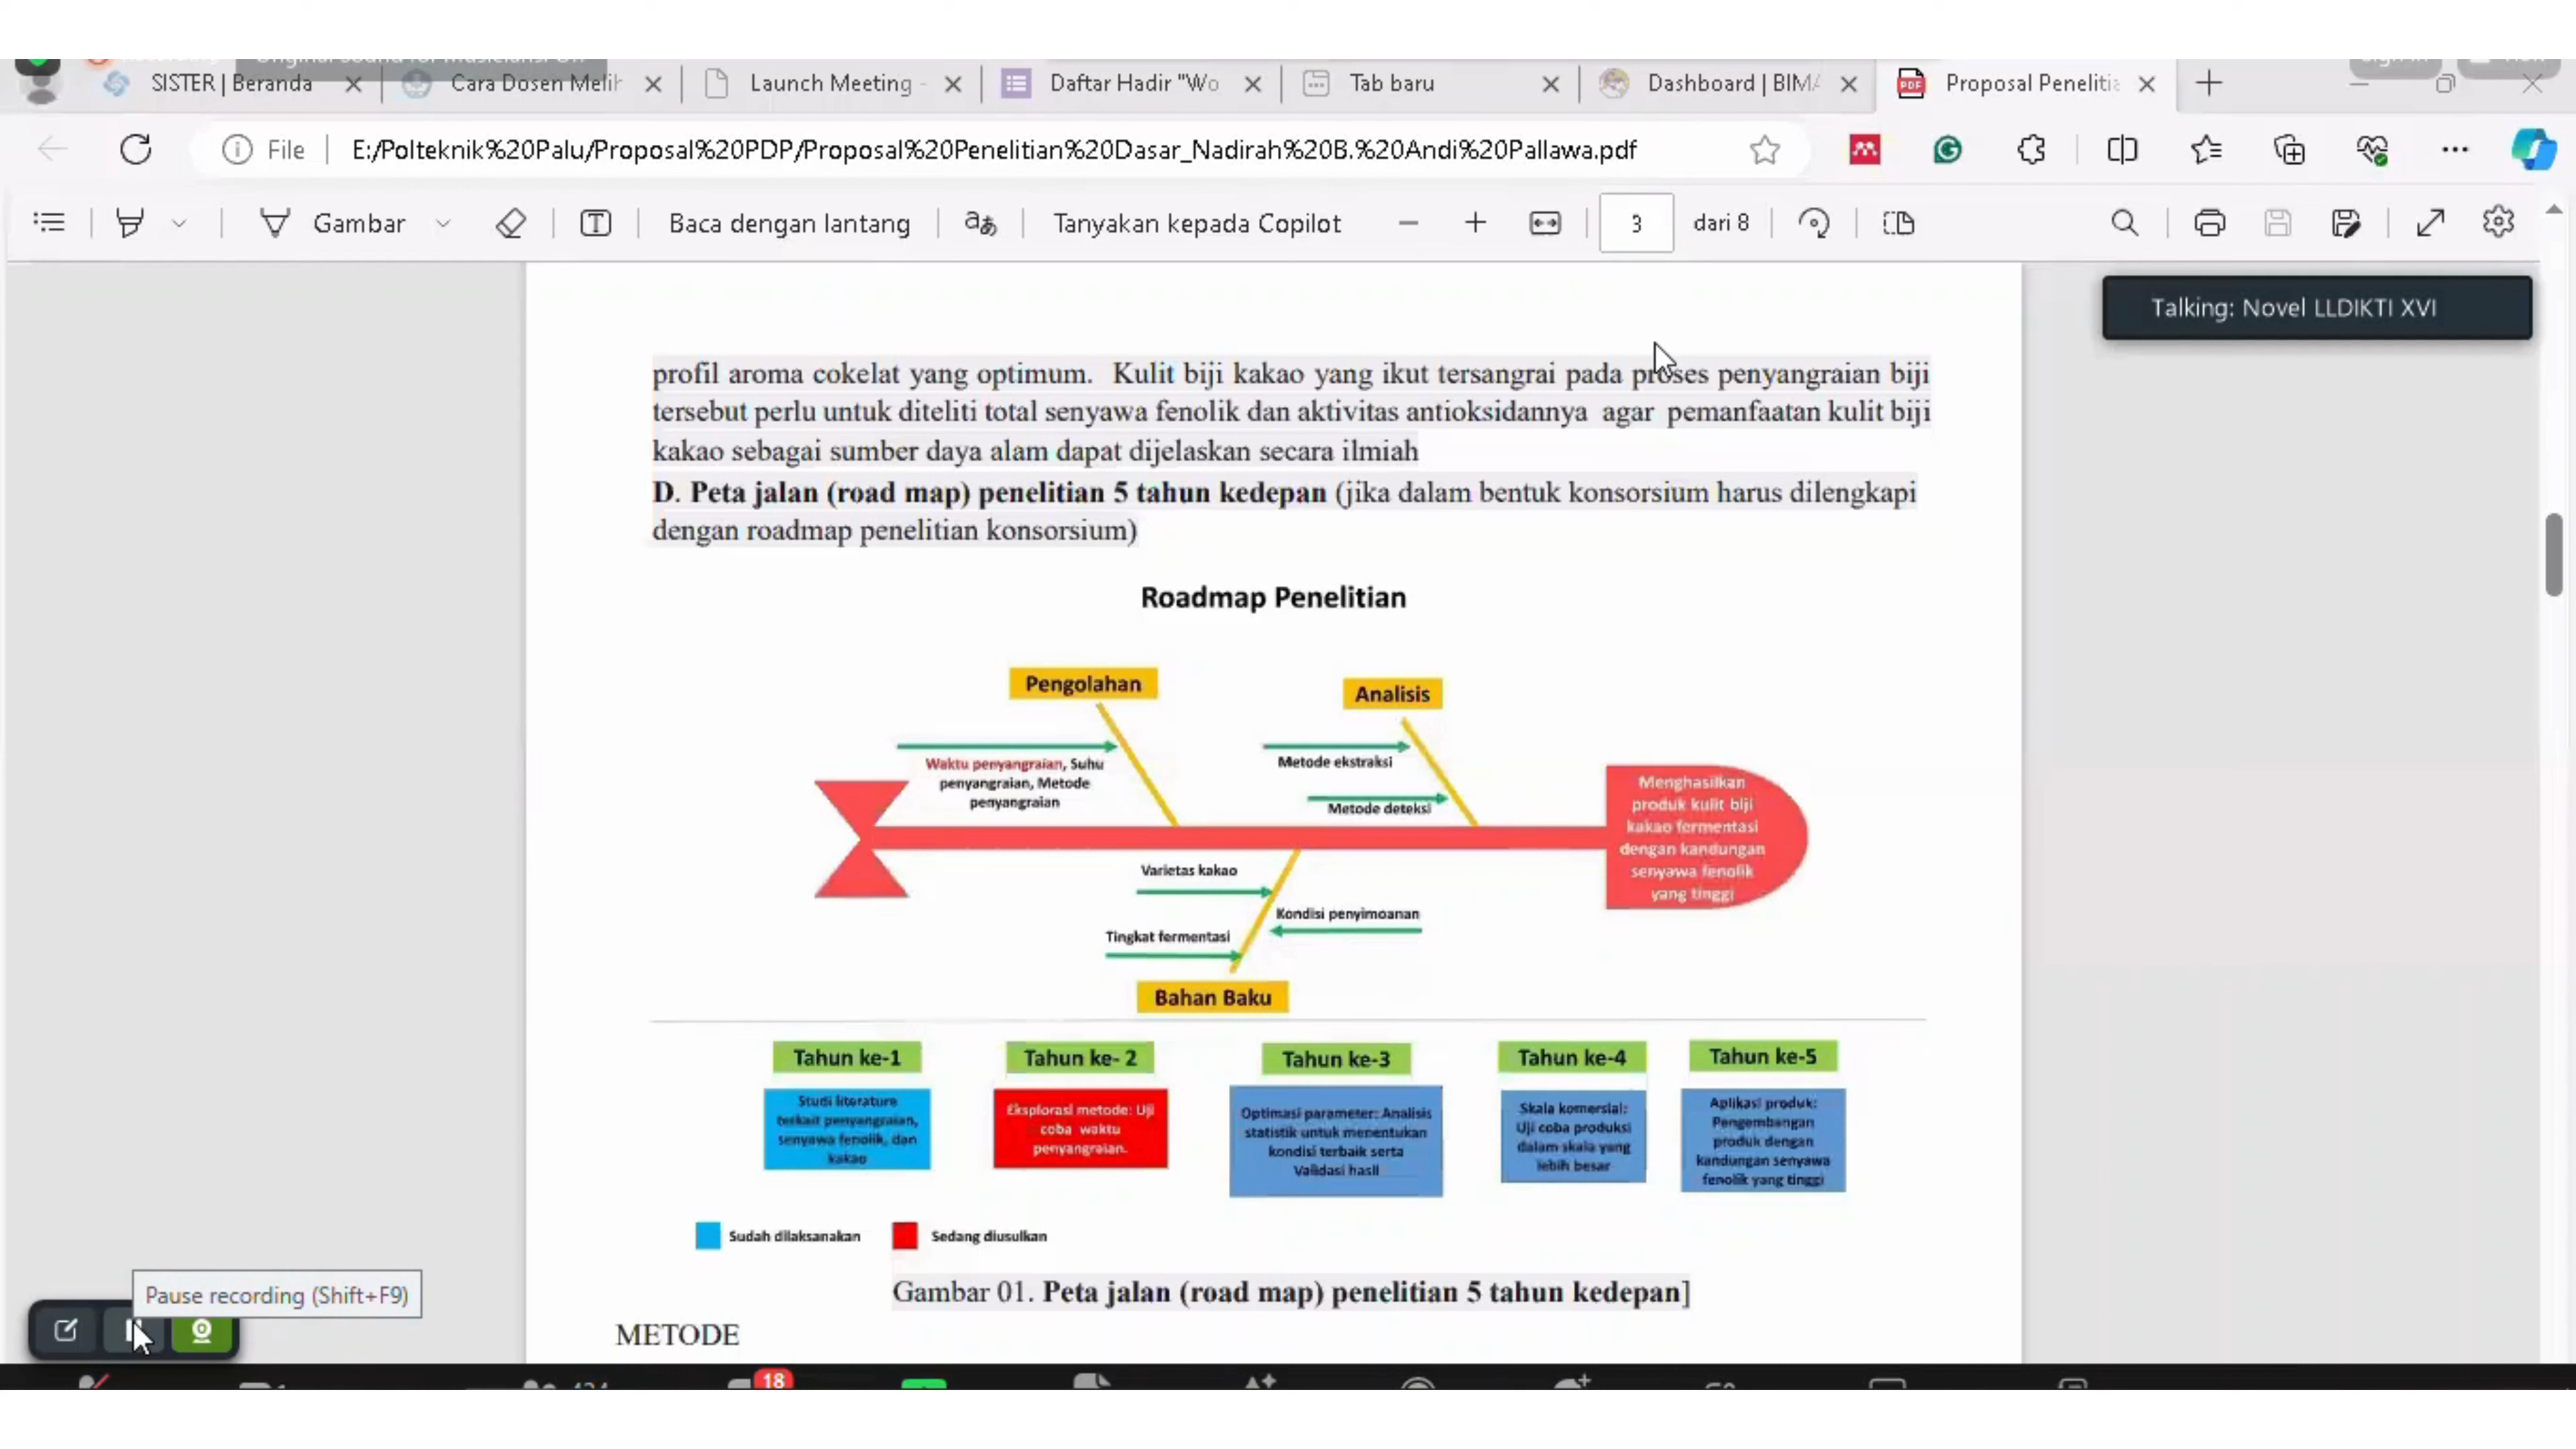 SISTER | Beranda
Cara Dosen Melih
Launch Meeting -
Daftar Hadir "Wo
Tab baru
Dashboard | BIMA
Proposal Peneliti
File
E:/Polteknik%20Palu/Proposal%20PDP/Proposal%20Penelitian%20Dasar_Nadirah%20B.%20Andi%20Pallawa.pdf
Gambar
Baca dengan lantang
Tanyakan kepada Copilot
3
dari 8
Talking: Novel LLDIKTI XVI
profil aroma cokelat yang optimum. Kulit biji kakao yang ikut tersangrai pada proses penyangraian biji
tersebut perlu untuk diteliti total senyawa fenolik dan aktivitas antioksidannya agar pemanfaatan kulit biji
kakao sebagai sumber daya alam dapat dijelaskan secara ilmiah
D. Peta jalan (road map) penelitian 5 tahun kedepan (jika dalam bentuk konsorsium harus dilengkapi
dengan roadmap penelitian konsorsium)
Roadmap Penelitian
Pengolahan
Analisis
Waktu penyangraian, Suhu
penyangraian, Metode
penyangraian
Metode ekstraksi
Metode deteksi
Menghasilkan
produk kulit biji
kakao fermentasi
dengan kandungan
senyawa fenolik
yang tinggi
Varietas kakao
Kondisi penyimoanan
Tingkat fermentasi
Bahan Baku
Tahun ke-1
Tahun ke- 2
Tahun ke-3
Tahun ke-4
Tahun ke-5
Studi literature
terkait penyangraian,
senyawa fenolik, dan
kakao
Eksplorasi metode: Uji
coba waktu
penyangraian.
Optimasi parameter: Analisis
statistik untuk menentukan
kondisi terbaik serta
Validasi hasil
Skala komersial:
Uji coba produksi
dalam skala yang
lebih besar
Aplikasi produk:
Pengembangan
produk dengan
kandungan senyawa
fenolik yang tinggi
Sudah dilaksanakan
Sedang diusulkan
Gambar 01. Peta jalan (road map) penelitian 5 tahun kedepan]
METODE
Pause recording (Shift+F9)
18